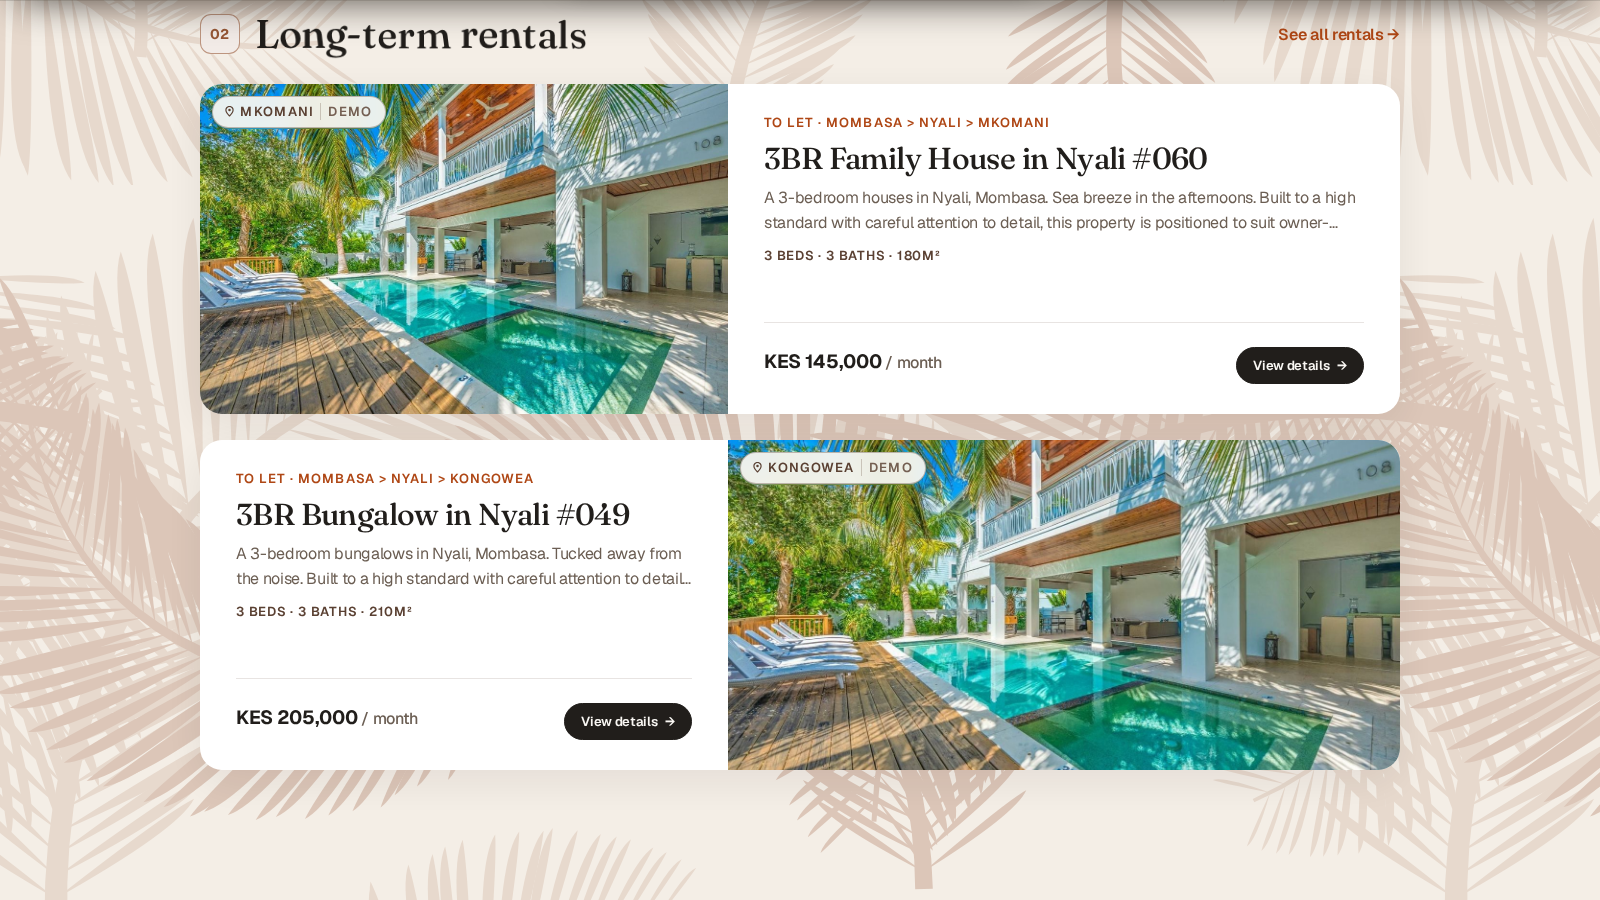 02
Long-term rentals
See all rentals →
MKOMANI | DEMO
108
TO LET · MOMBASA > NYALI > MKOMANI
3BR Family House in Nyali #060
A 3-bedroom houses in Nyali, Mombasa. Sea breeze in the afternoons. Built to a high
standard with careful attention to detail, this property is positioned to suit owner-...
3 BEDS · 3 BATHS · 180M²
KES 145,000 / month
View details →
TO LET · MOMBASA > NYALI > KONGOWEA
3BR Bungalow in Nyali #049
A 3-bedroom bungalows in Nyali, Mombasa. Tucked away from
the noise. Built to a high standard with careful attention to detail...
3 BEDS · 3 BATHS · 210M²
KES 205,000 / month
View details →
KONGOWEA | DEMO
108